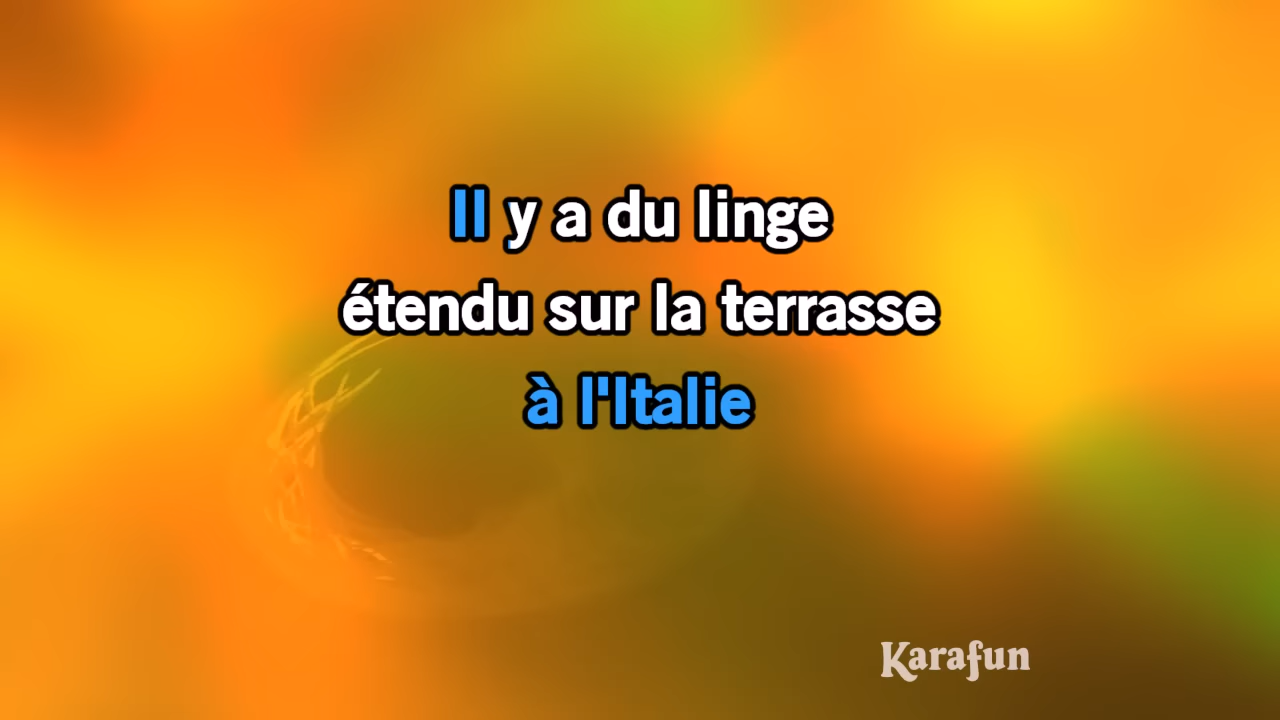 Il y a du linge
étendu sur la terrasse
à l'Italie
Karafun